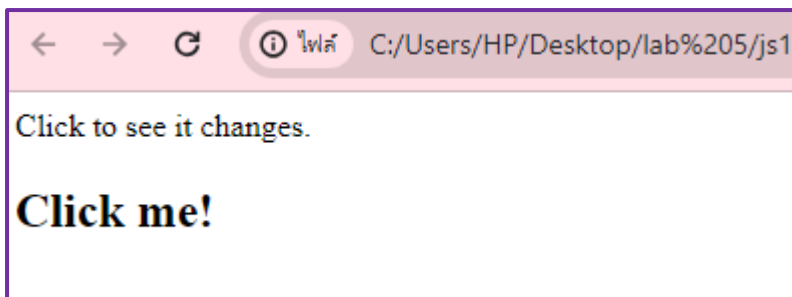 ไฟล์ C:/Users/HP/Desktop/lab%205/js1
Click to see it changes.
Click me!